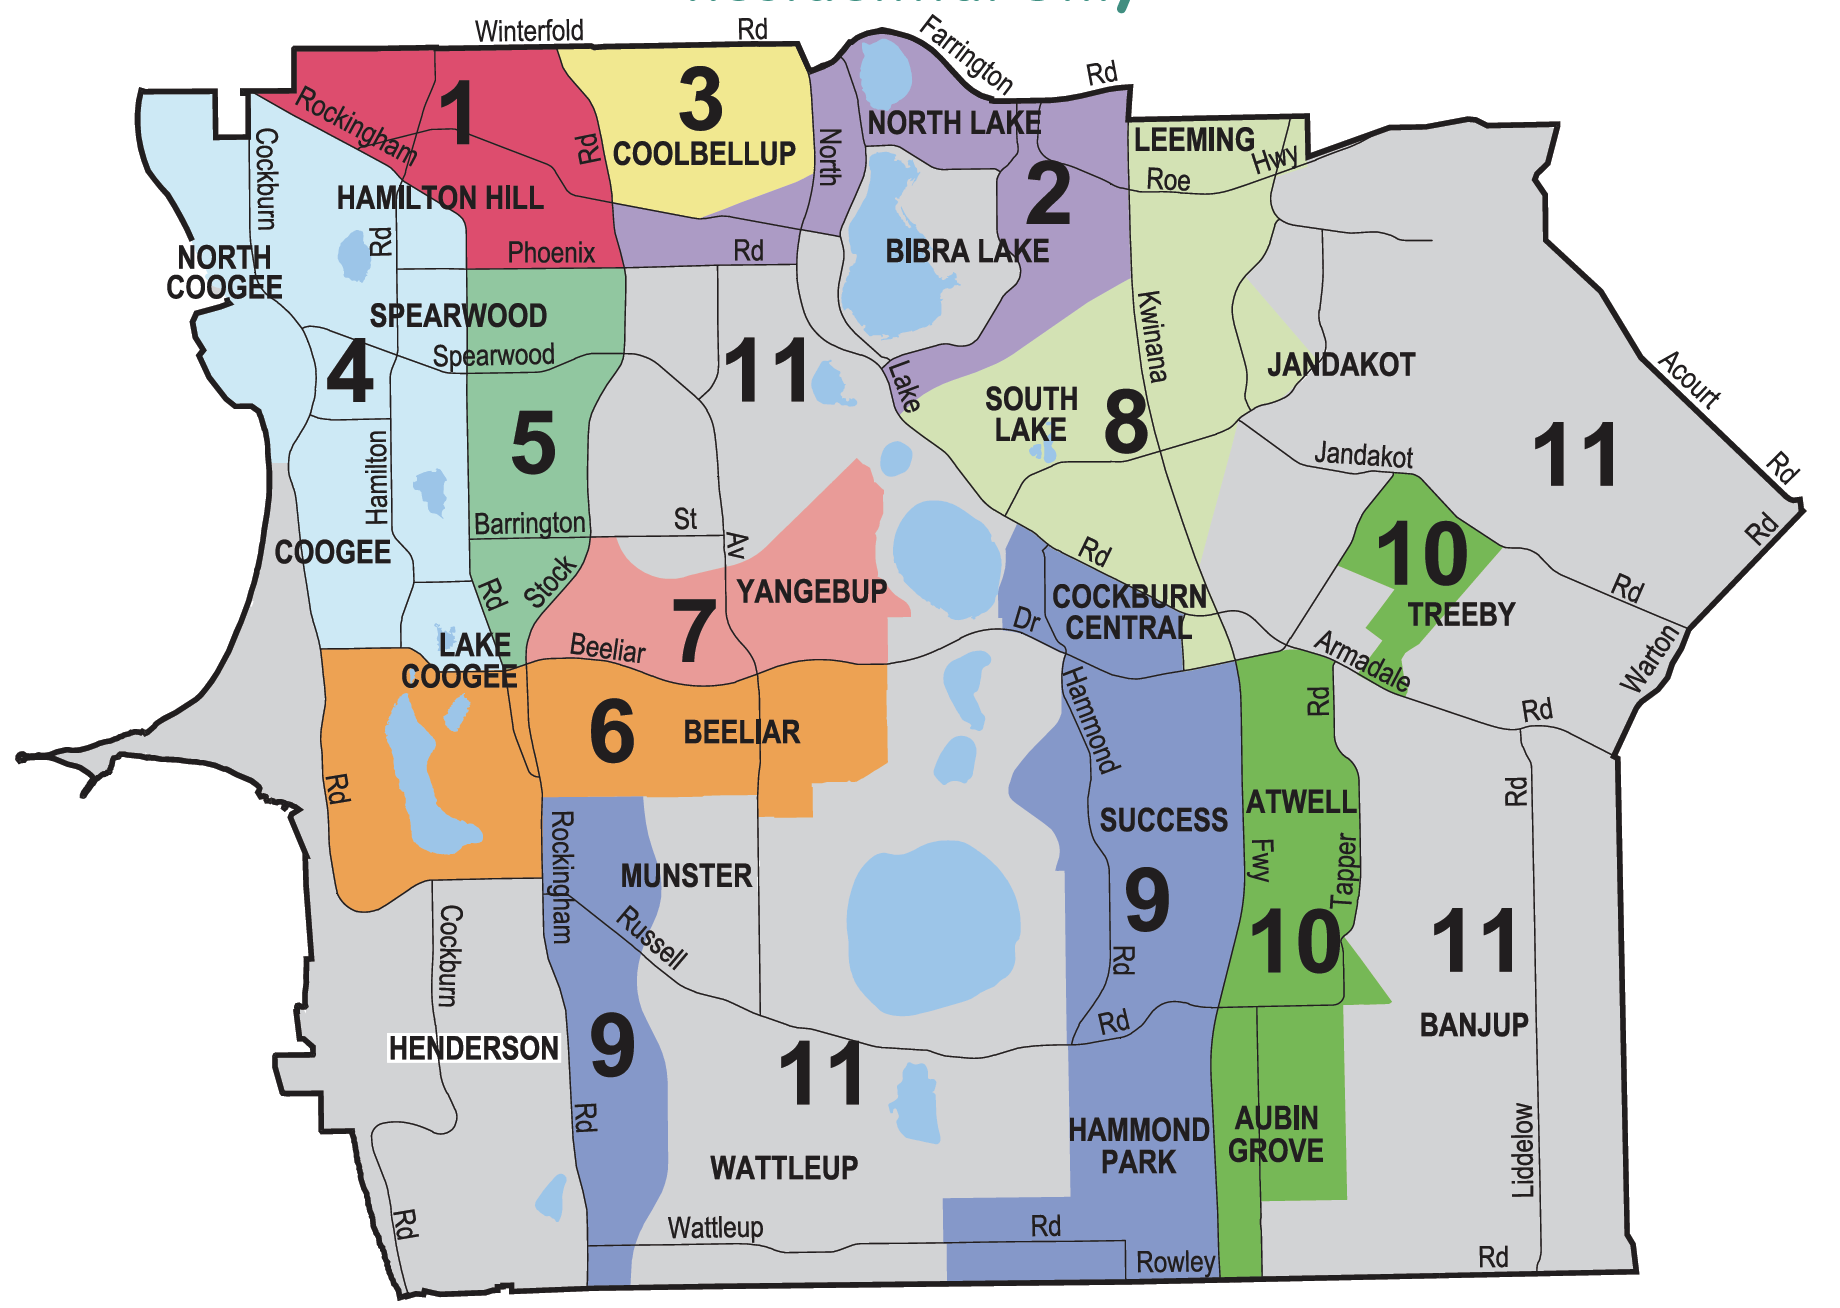 Residential Only
Winterfold Rd
Farrington Rd
Rockingham
1
Rd
3
COOLBELLUP
North
NORTH LAKE
2
LEEMING
Roe Hwy
Cockburn
HAMILTON HILL
Rd
Phoenix Rd
NORTH
COOGEE
BIBRA LAKE
SPEARWOOD
Spearwood
4
11
Lake
Kwinana
JANDAKOT
Acourt Rd
SOUTH
LAKE
8
5
Hamilton
Jandakot
11
Rd
Barrington St
Av
COOGEE
Rd
Stock
YANGEBUP
7
Beeliar
Dr
Rd
COCKBURN
CENTRAL
10
TREEBY
Rd
Armadale
Rd
Warton
LAKE
COOGEE
6
BEELIAR
Hammond
Rd
Rd
Rockingham
MUNSTER
Russell
SUCCESS
9
Rd
Rd
ATWELL
Fwy
Tapper
10
Rd
11
BANJUP
Cockburn
HENDERSON
9
Rd
11
WATTLEUP
HAMMOND
PARK
AUBIN
GROVE
Liddelow
Rd
Wattleup Rd
Rowley Rd